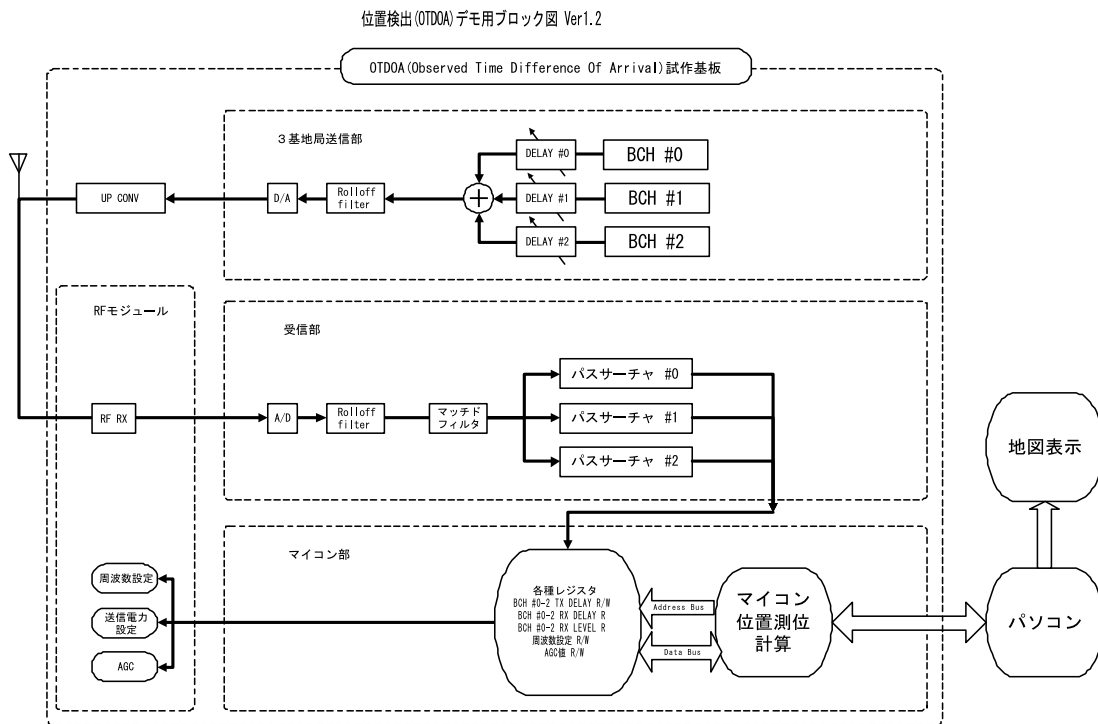 位置検出(OTDOA)デモ用ブロック図 Ver1.2
OTDOA(Observed Time Difference Of Arrival)試作基板
3基地局送信部
DELAY #0
BCH #0
UP CONV
D/A
Rolloff
filter
+
DELAY #1
BCH #1
DELAY #2
BCH #2
RFモジュール
受信部
パスサーチャ #0
RF RX
A/D
Rolloff
filter
マッチド
フィルタ
パスサーチャ #1
パスサーチャ #2
地図表示
マイコン部
周波数設定
送信電力
設定
AGC
各種レジスタ
BCH #0-2 TX DELAY R/W
BCH #0-2 RX DELAY R
BCH #0-2 RX LEVEL R
周波数設定 R/W
AGC値 R/W
Address Bus
Data Bus
マイコン
位置測位
計算
パソコン